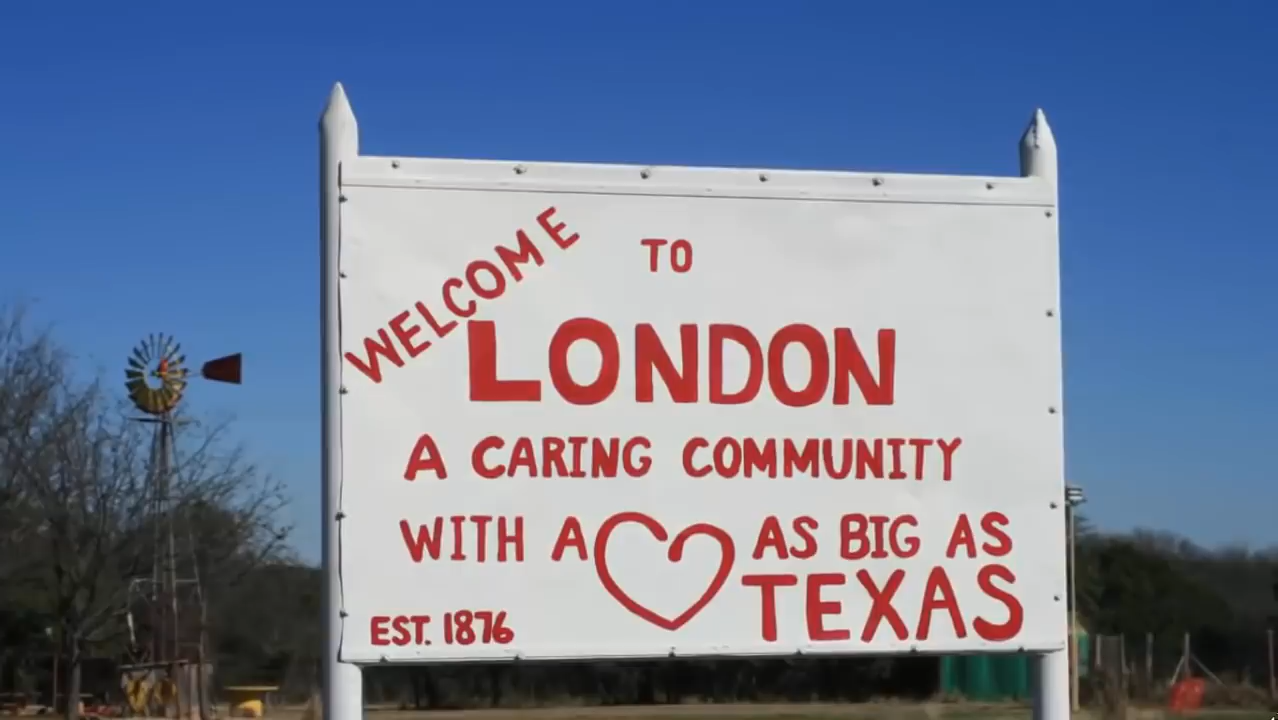 WELCOME TO
LONDON
A CARING COMMUNITY
WITH A AS BIG AS
TEXAS
EST. 1876